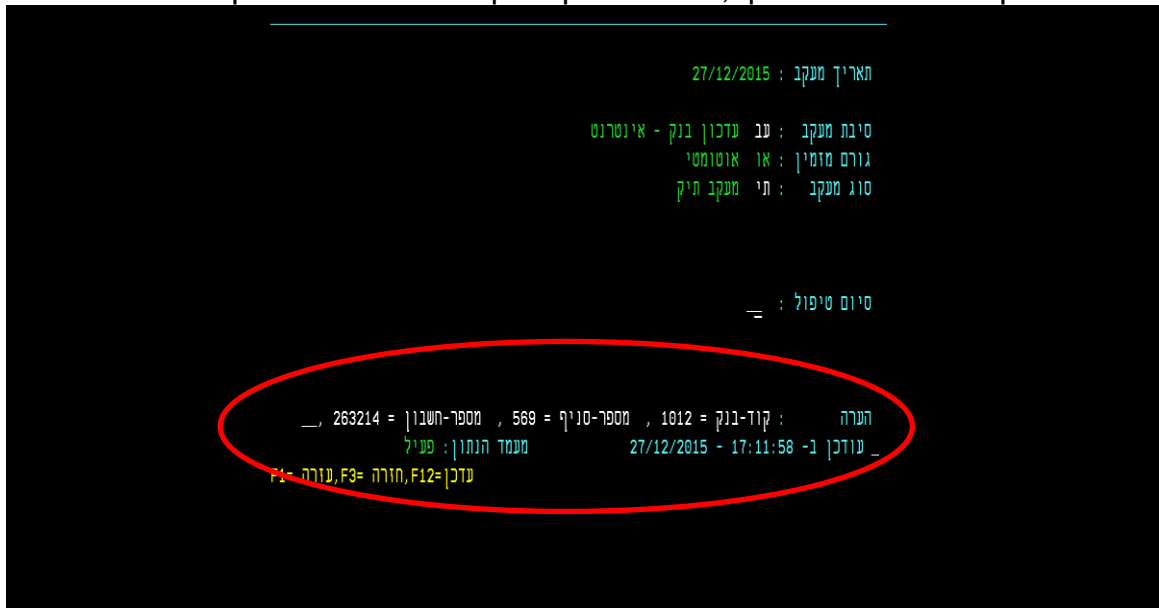 תאריך מעקב : 27/12/2015
סיבת מעקב : עב עדכון בנק - אינטרנט
גורם מזמין : או אוטומטי
סוג מעקב : תי מעקב תיק
סיום טיפול : __
הערה : קוד-בנק = 1012 , מספר-סניף = 569 , מספר-חשבון = 263214 ,__
_ עודכן ב- 17:11:58 - 27/12/2015 מעמד הנתון: פעיל
עדכן=F12,חזרה =F3,עזרה =F1